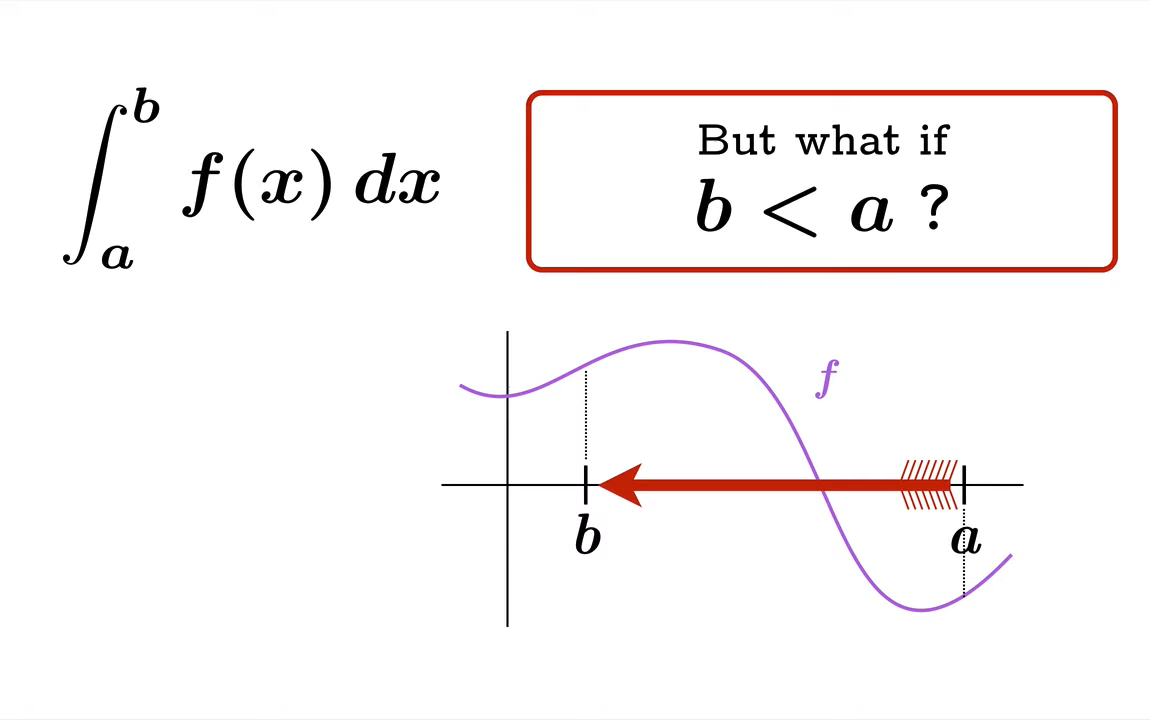 ∫_a^b f(x) dx
But what if
b < a ?
f
b
a